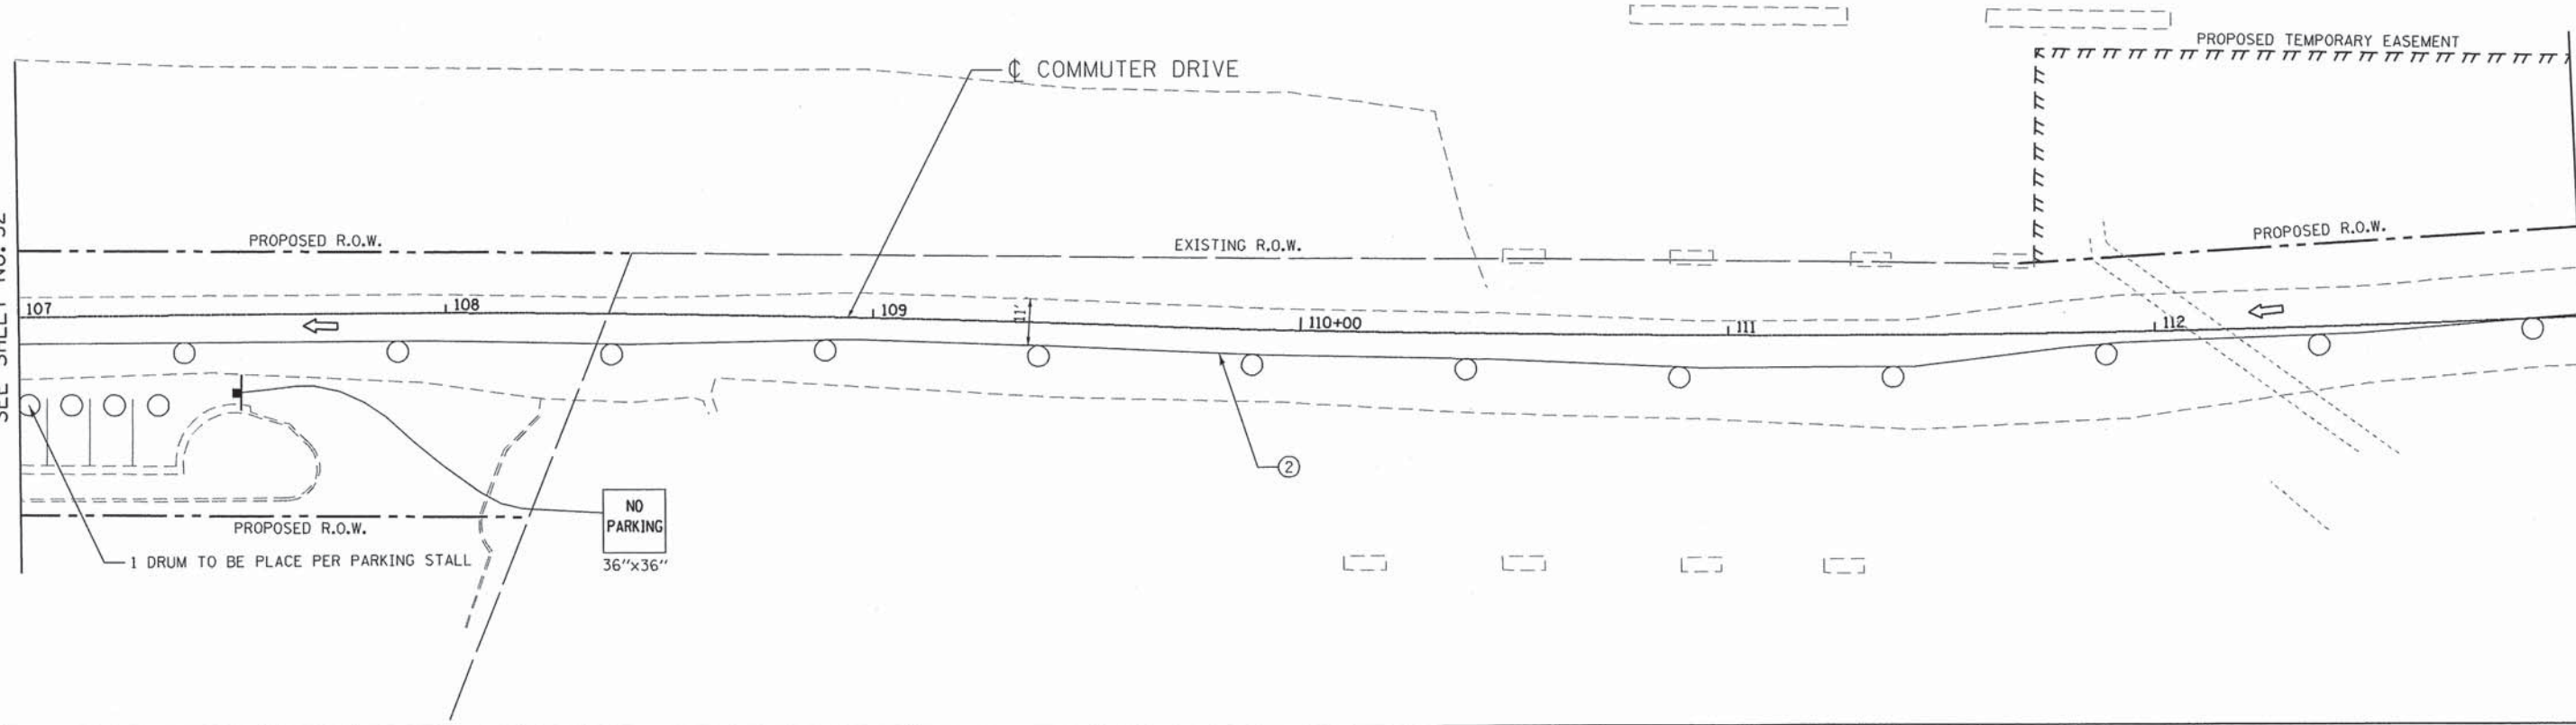 PROPOSED TEMPORARY EASEMENT
℄ COMMUTER DRIVE
PROPOSED R.O.W.
EXISTING R.O.W.
PROPOSED R.O.W.
107
108
109
110+00
111
112
11'
2
NO
PARKING
36"x36"
PROPOSED R.O.W.
1 DRUM TO BE PLACE PER PARKING STALL